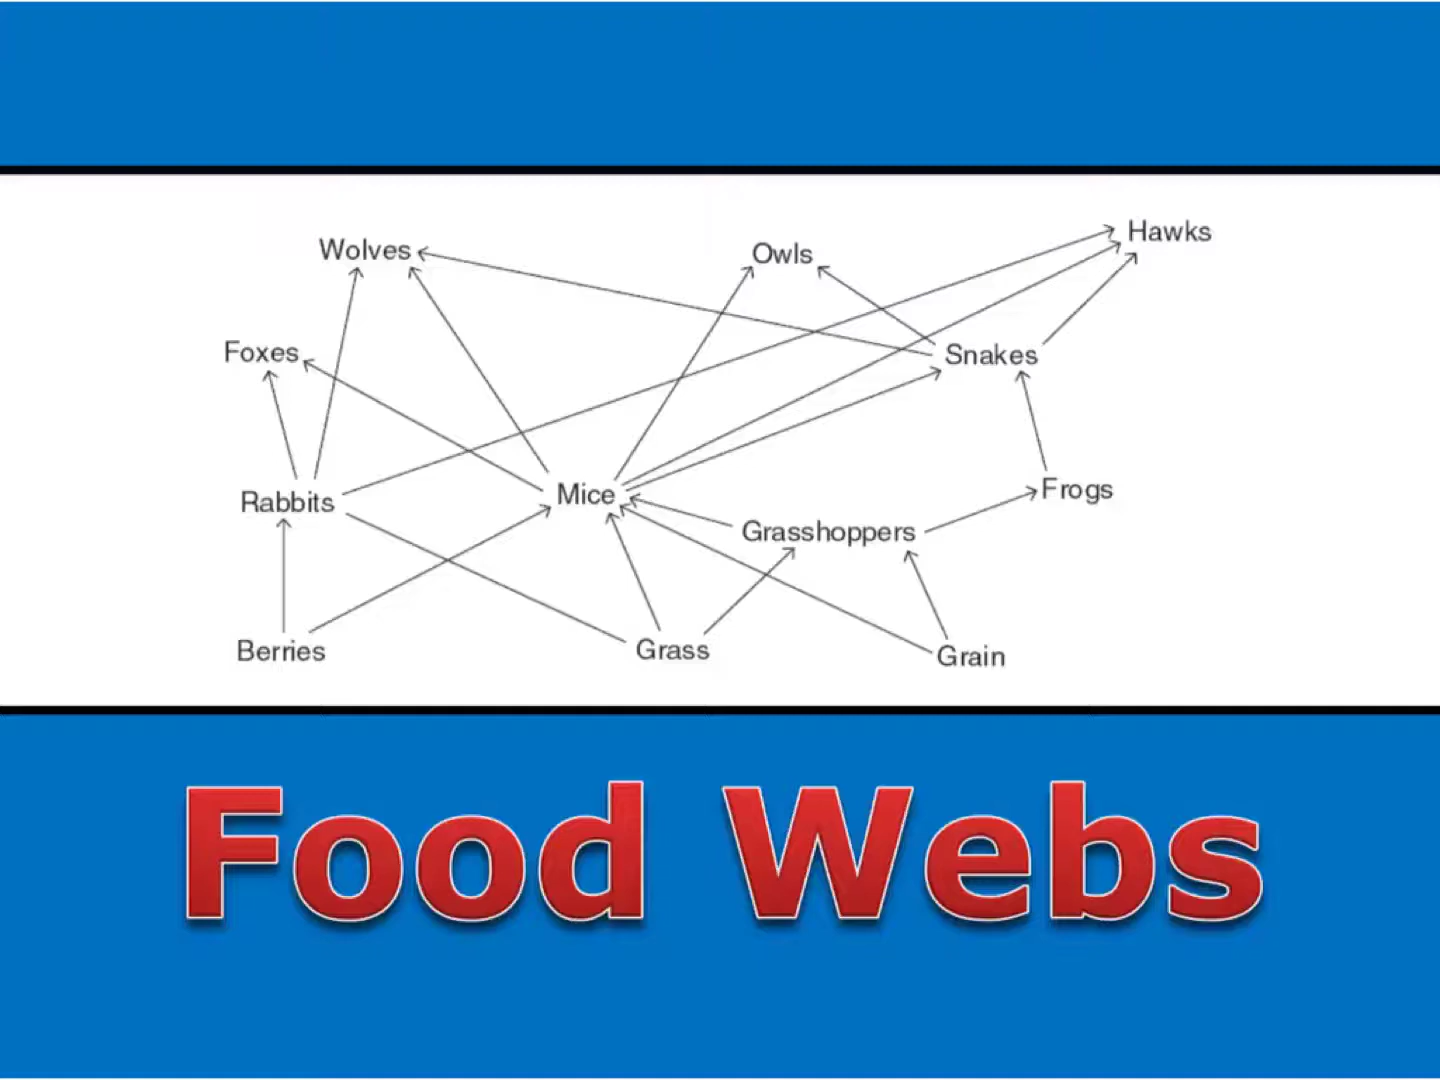 Hawks
Wolves
Owls
Foxes
Snakes
Rabbits
Mice
Frogs
Grasshoppers
Berries
Grass
Grain
Food Webs